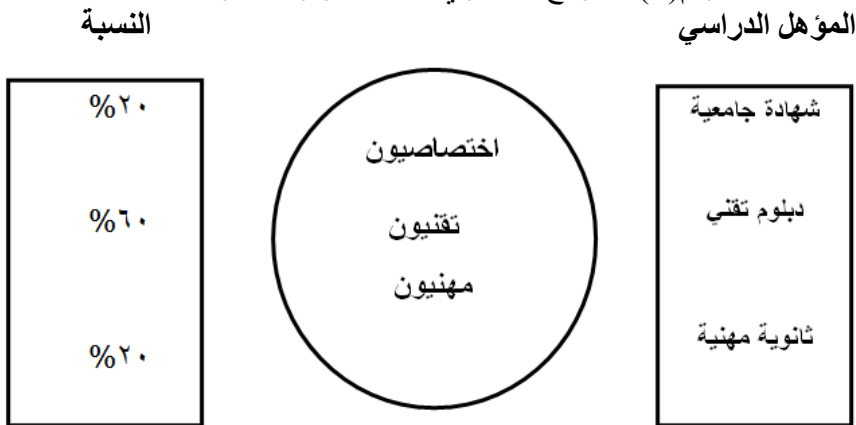 المؤهل الدراسي
النسبة
شهادة جامعية
دبلوم تقني
ثانوية مهنية
اختصاصيون
تقنيون
مهنيون
%٢٠
%٦٠
%٢٠